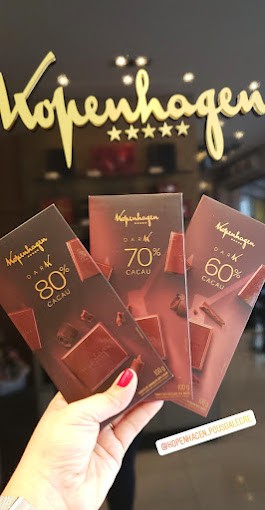 Kopenhagen
Kopenhagen
DARK
80%
CACAU
Kopenhagen
DARK
70%
CACAU
Kopenhagen
DARK
60%
CACAU
@KOPENHAGEN.POUSOALEGRE